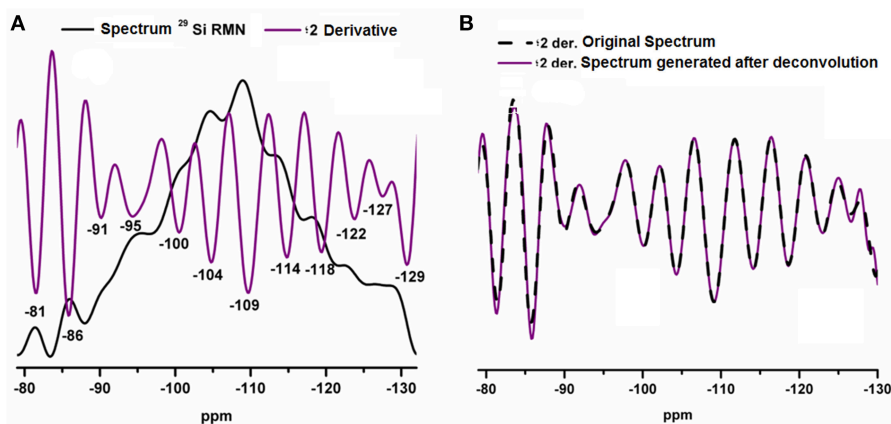 A
Spectrum ²⁹ Si RMN
2 Derivative
-81
-86
-91
-95
-100
-104
-109
-114
-118
-122
-127
-129
-80 -90 -100 -110 -120 -130
ppm
B
2 der. Original Spectrum
2 der. Spectrum generated after deconvolution
-80 -90 -100 -110 -120 -130
ppm